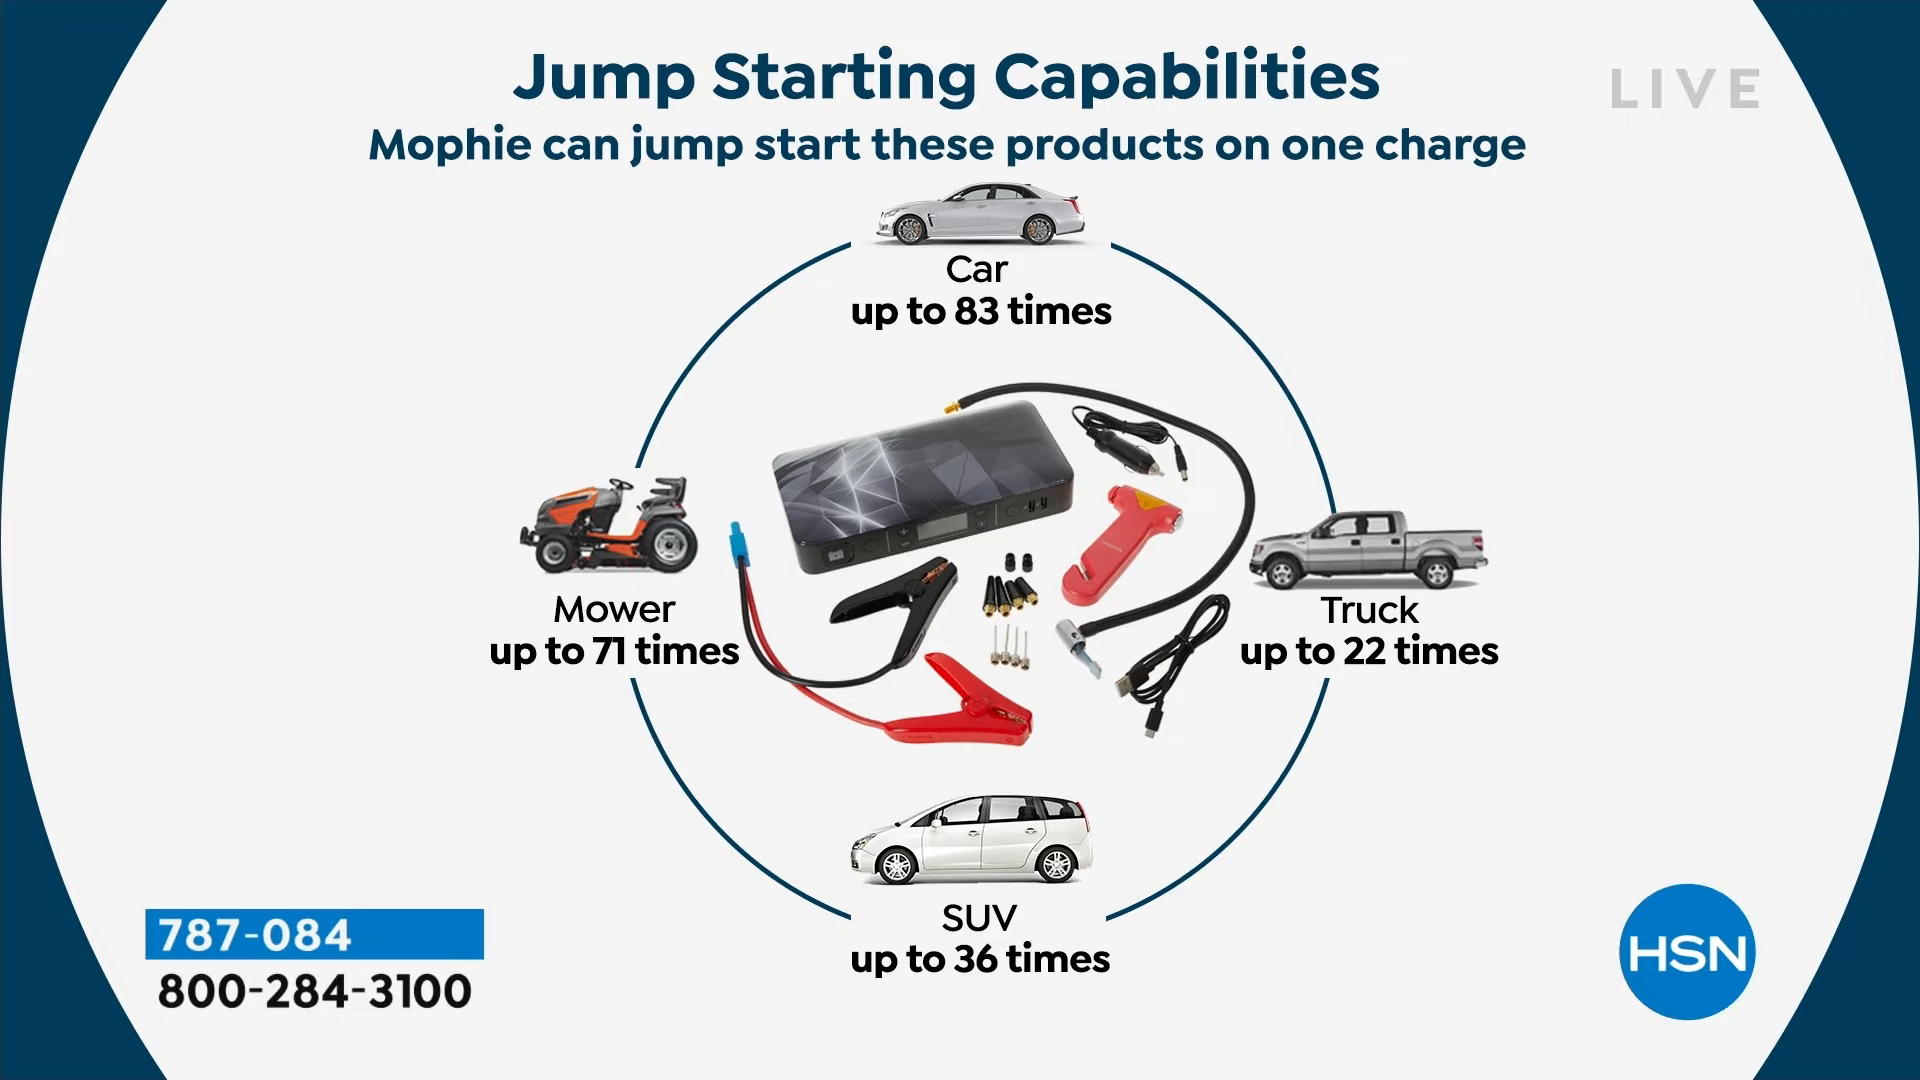 Jump Starting Capabilities
LIVE
Mophie can jump start these products on one charge
Car
up to 83 times
Mower
up to 71 times
Truck
up to 22 times
SUV
up to 36 times
787-084
800-284-3100
HSN